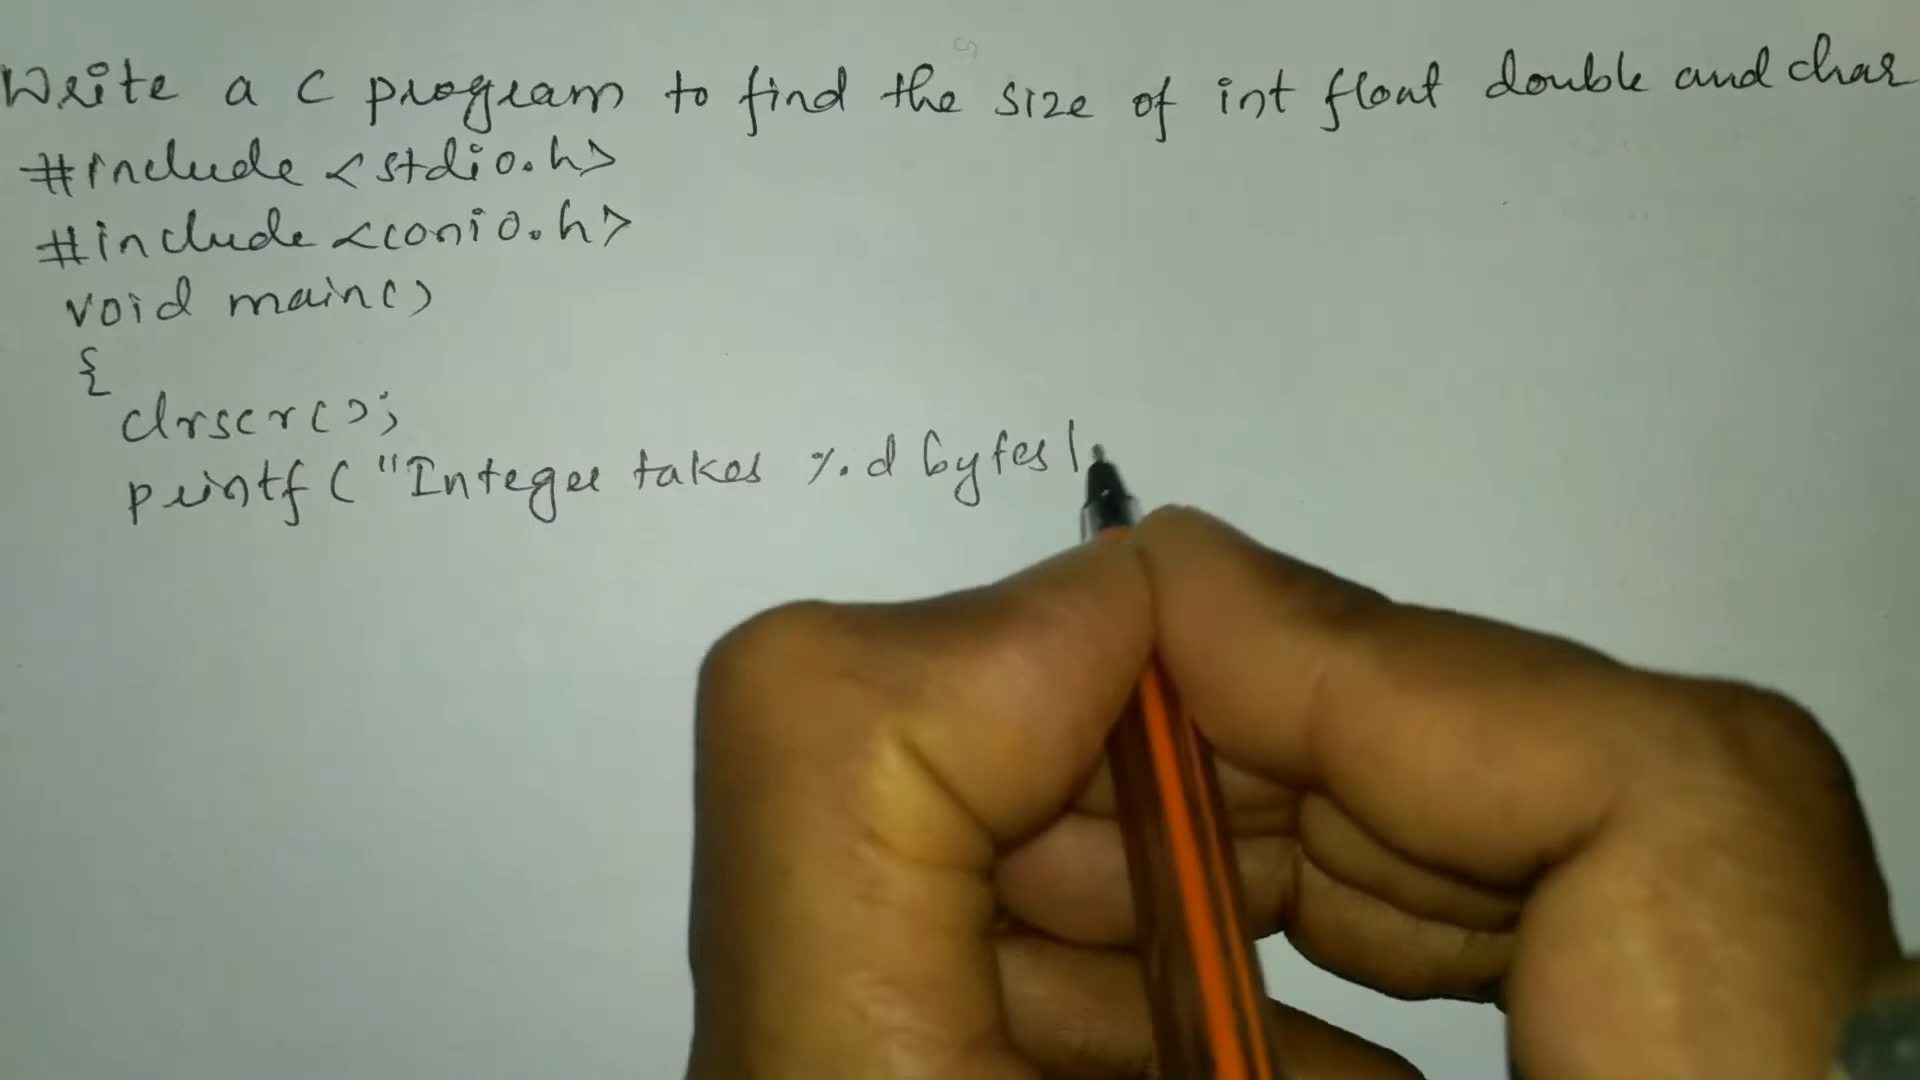 Write a C program to find the size of int float double and char
#include <stdio.h>
#include <conio.h>
void main()
{
clrscr();
printf ("Integer takes %d bytes \